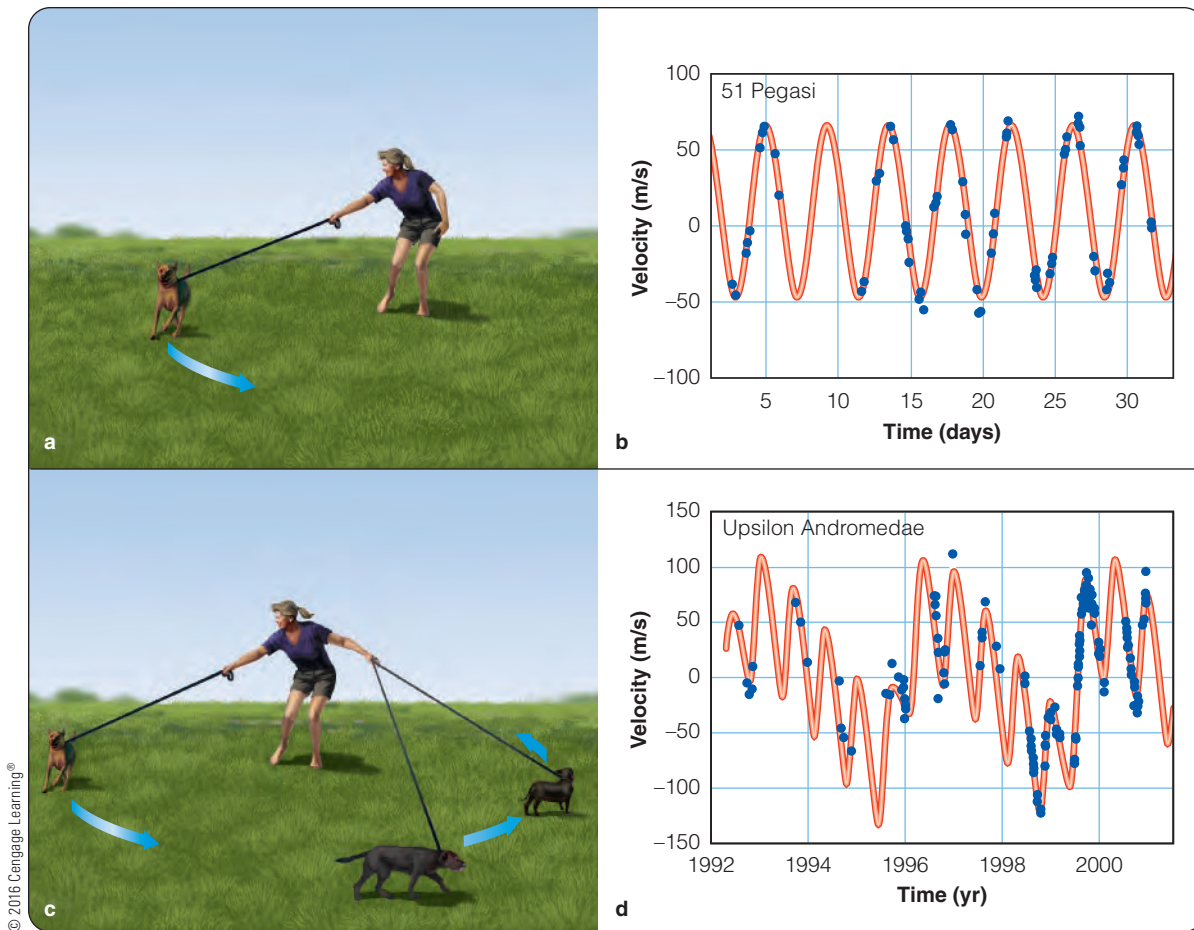 a
100
50
0
−50
−100
Velocity (m/s)
51 Pegasi
5 10 15 20 25 30
Time (days)
b
© 2016 Cengage Learning®
c
150
100
50
0
−50
−100
−150
Velocity (m/s)
Upsilon Andromedae
1992 1994 1996 1998 2000
Time (yr)
d